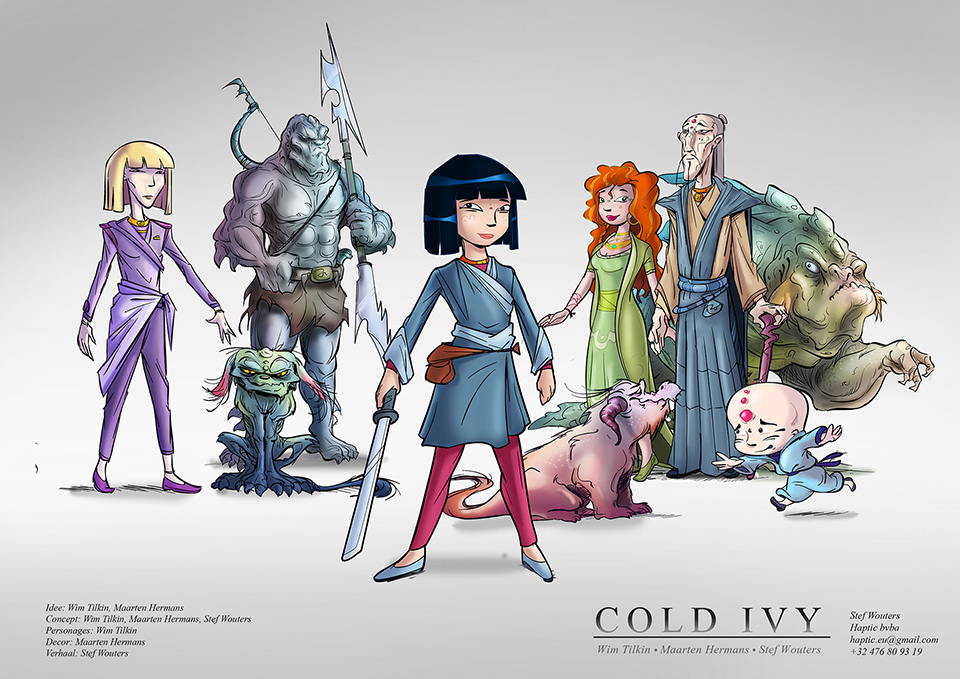 Idee: Wim Tilkin, Maarten Hermans
Concept: Wim Tilkin, Maarten Hermans, Stef Wouters
Personages: Wim Tilkin
Decor: Maarten Hermans
Verhaal: Stef Wouters
COLD IVY
Wim Tilkin • Maarten Hermans • Stef Wouters
Stef Wouters
Haptic bvba
haptic.eu@gmail.com
+32 476 80 93 19